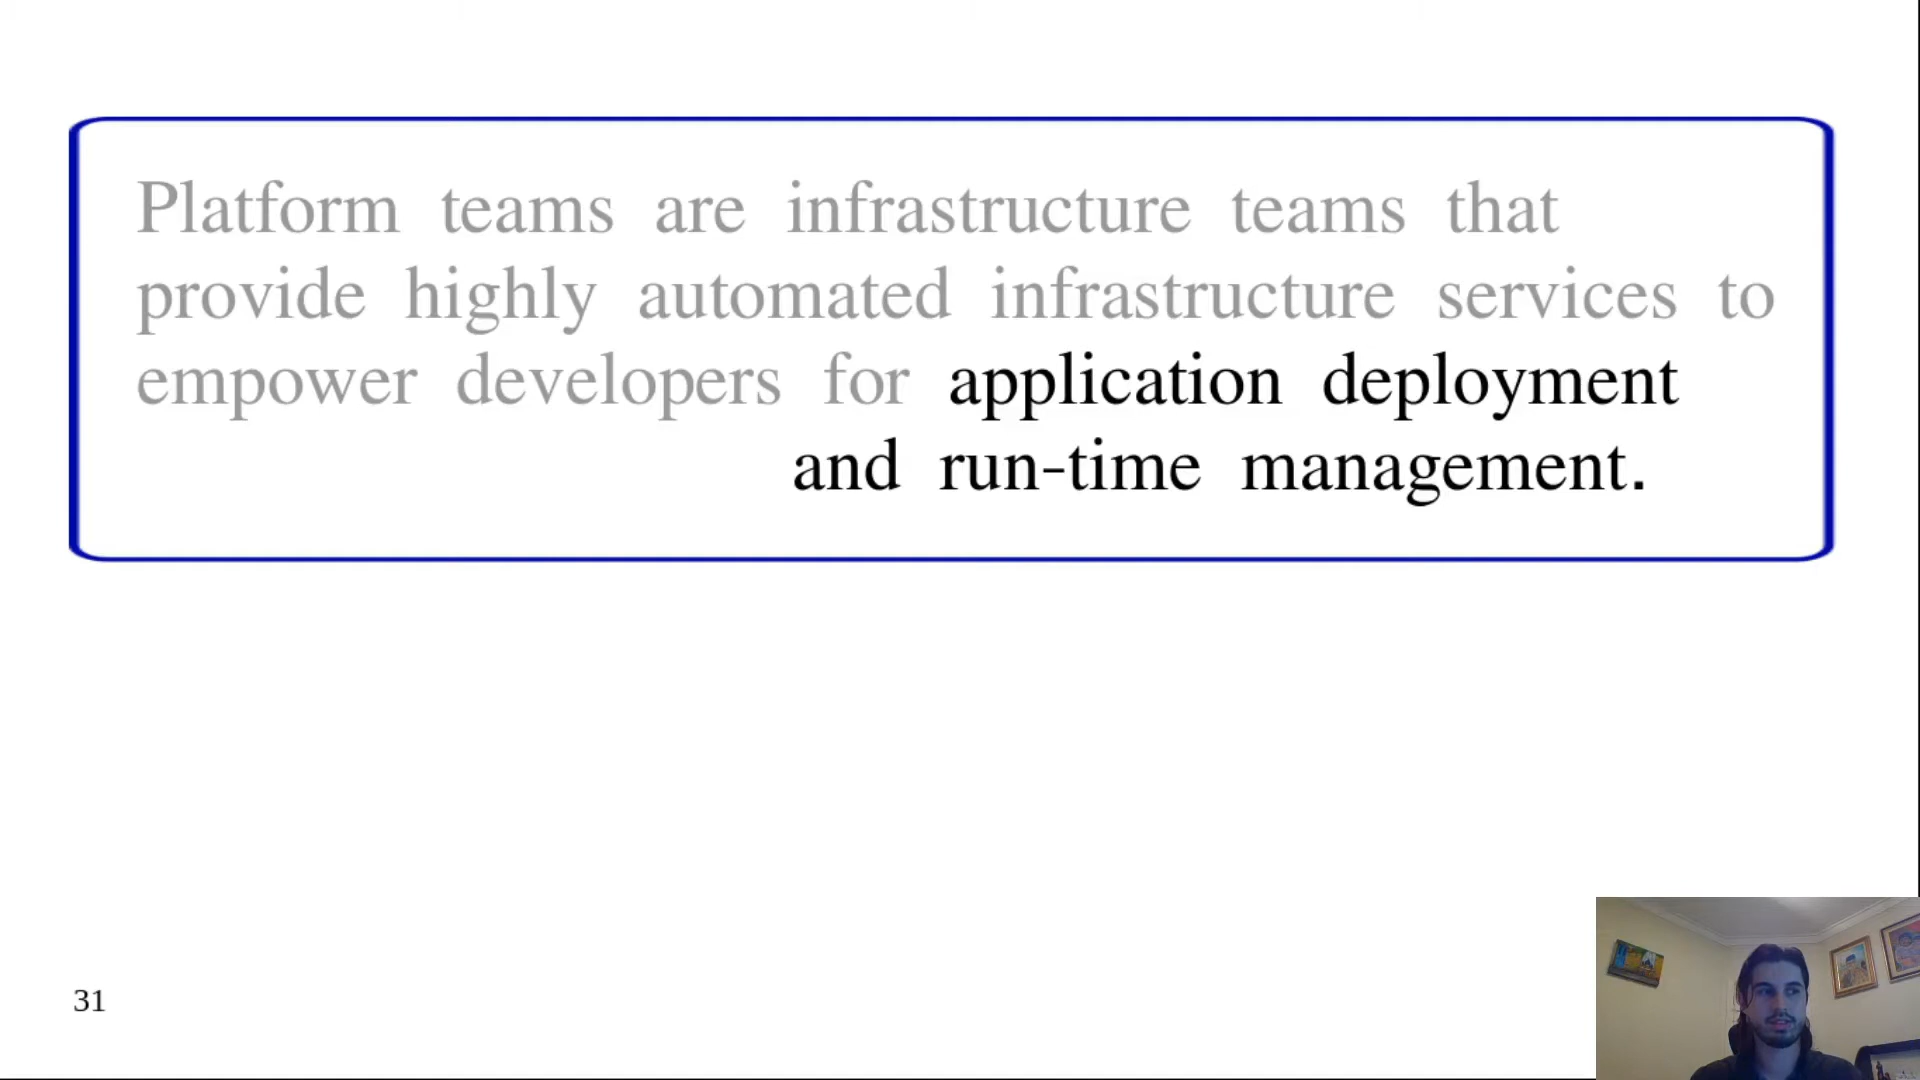 Platform teams are infrastructure teams that
provide highly automated infrastructure services to
empower developers for application deployment
and run-time management.
31